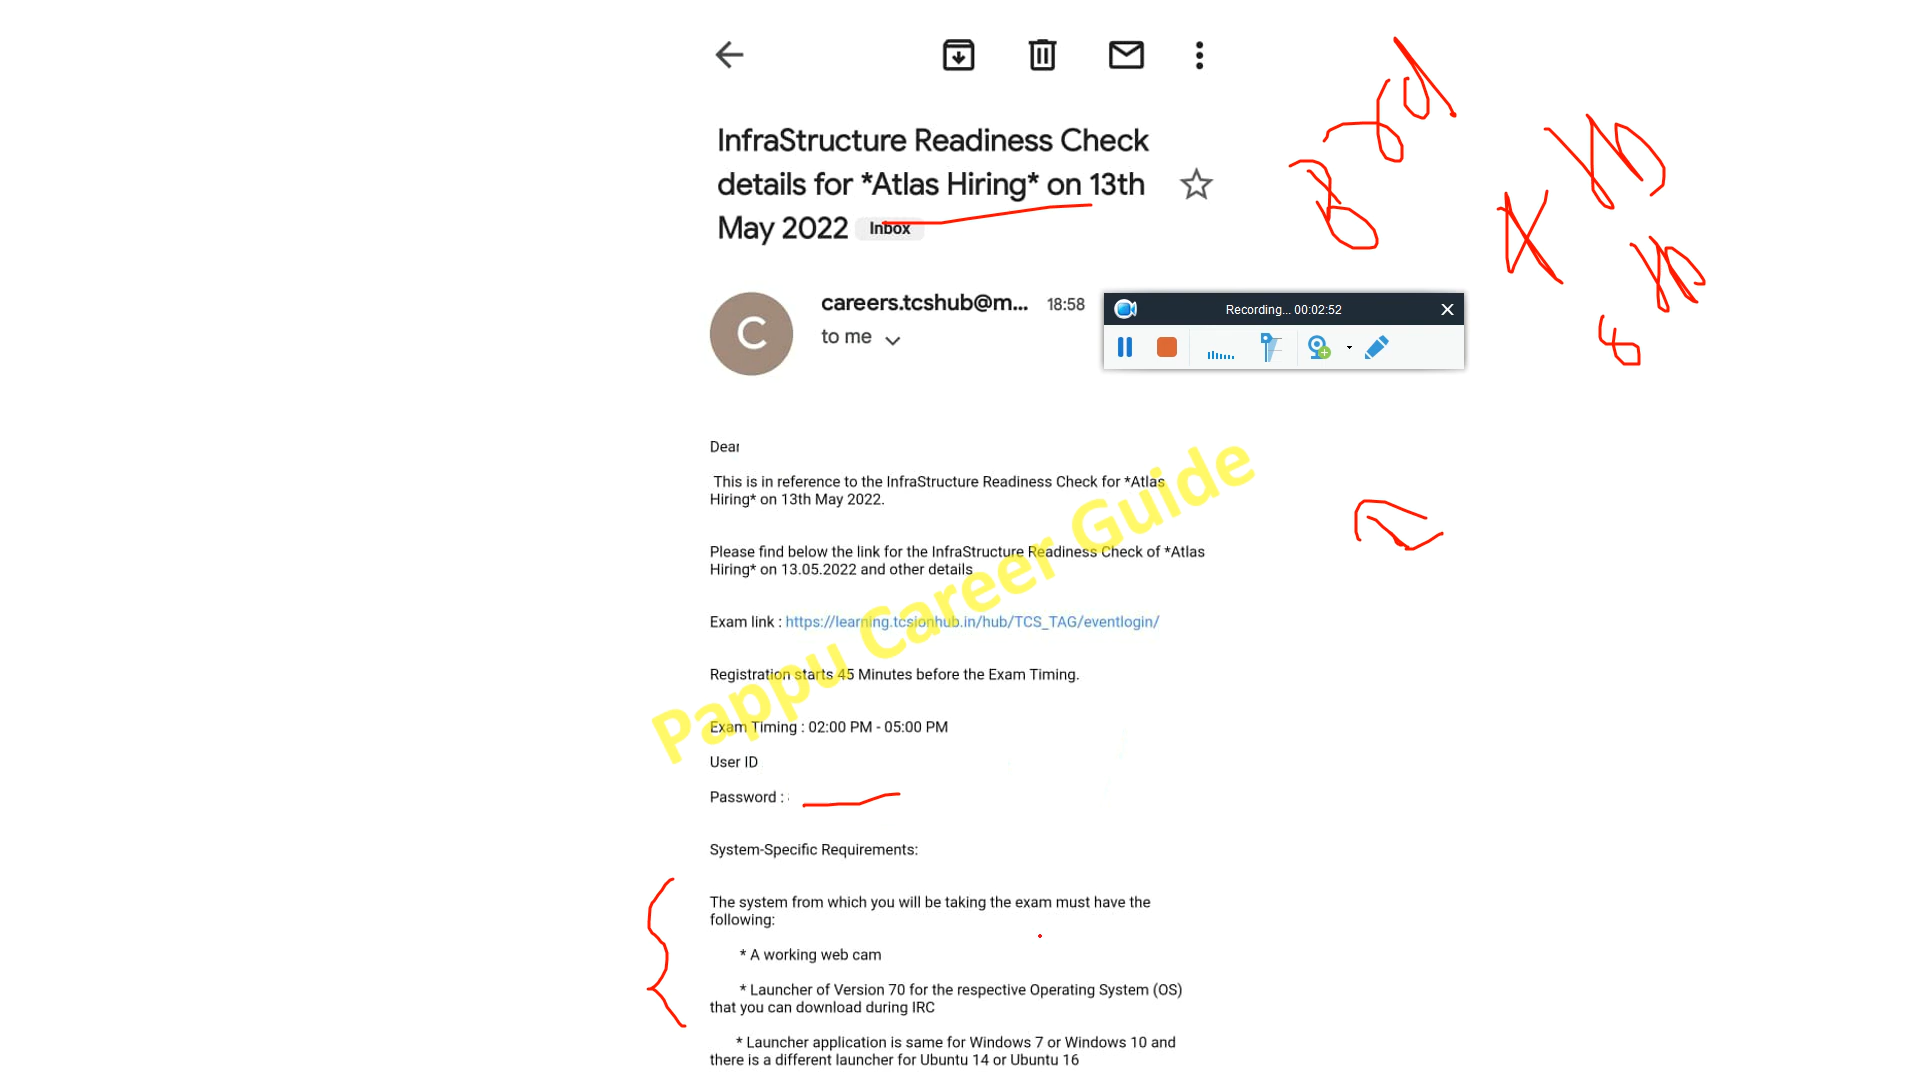 InfraStructure Readiness Check
details for *Atlas Hiring* on 13th
May 2022 Inbox
careers.tcshub@m... 18:58
to me
Recording... 00:02:52
Dear
This is in reference to the InfraStructure Readiness Check for *Atlas
Hiring* on 13th May 2022.
Please find below the link for the InfraStructure Readiness Check of *Atlas
Hiring* on 13.05.2022 and other details
Exam link : https://learning.tcsionhub.in/hub/TCS_TAG/eventlogin/
Registration starts 45 Minutes before the Exam Timing.
Pappu Career Guide
Exam Timing : 02:00 PM - 05:00 PM
User ID
Password :
System-Specific Requirements:
The system from which you will be taking the exam must have the
following:
* A working web cam
* Launcher of Version 70 for the respective Operating System (OS)
that you can download during IRC
* Launcher application is same for Windows 7 or Windows 10 and
there is a different launcher for Ubuntu 14 or Ubuntu 16